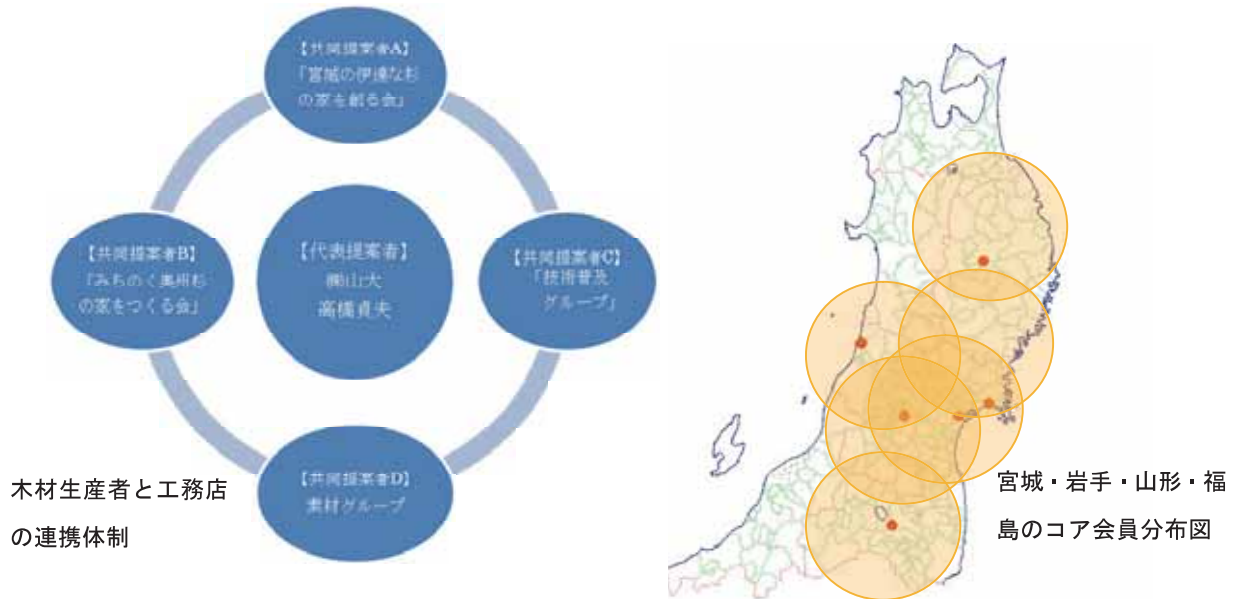 【共同提案者A】
「宮城の伊達な杉
の家を創る会」
【共同提案者B】
「みちのく奥州杉
の家をつくる会」
【代表提案者】
㈱山大
高橋貞夫
【共同提案者C】
「技術普及
グループ」
【共同提案者D】
素材グループ
木材生産者と工務店
の連携体制
宮城・岩手・山形・福
島のコア会員分布図